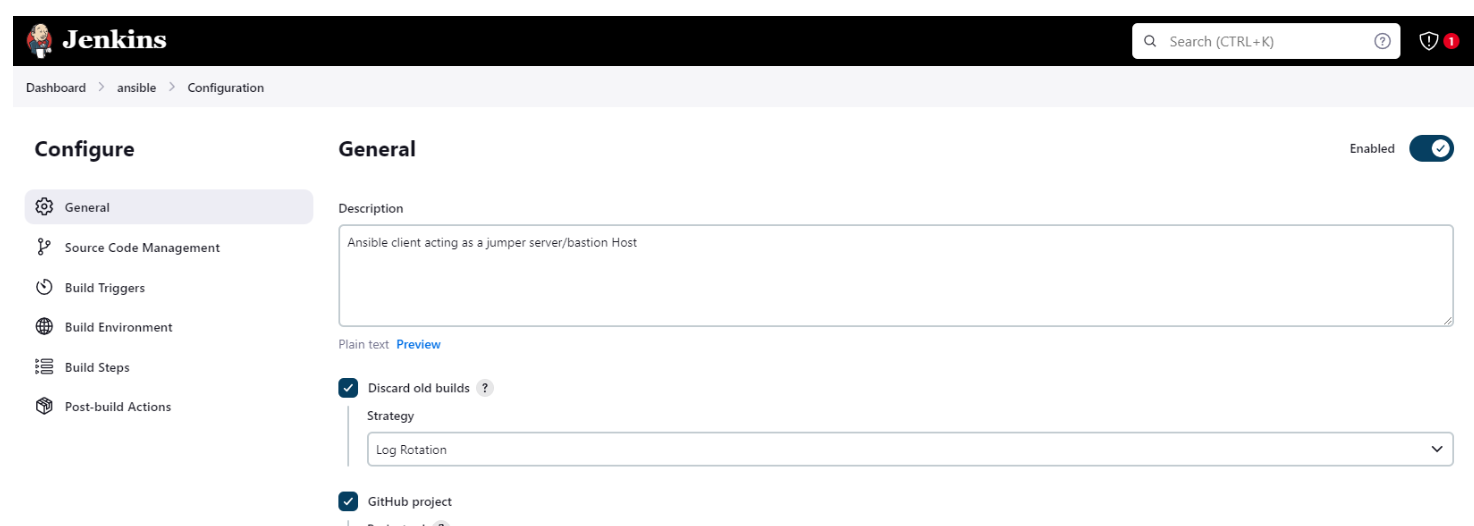 Jenkins
Search (CTRL+K)
?
1
Dashboard > ansible > Configuration
Configure
General
Source Code Management
Build Triggers
Build Environment
Build Steps
Post-build Actions
General
Enabled
Description
Ansible client acting as a jumper server/bastion Host
Plain text Preview
Discard old builds ?
Strategy
Log Rotation
GitHub project